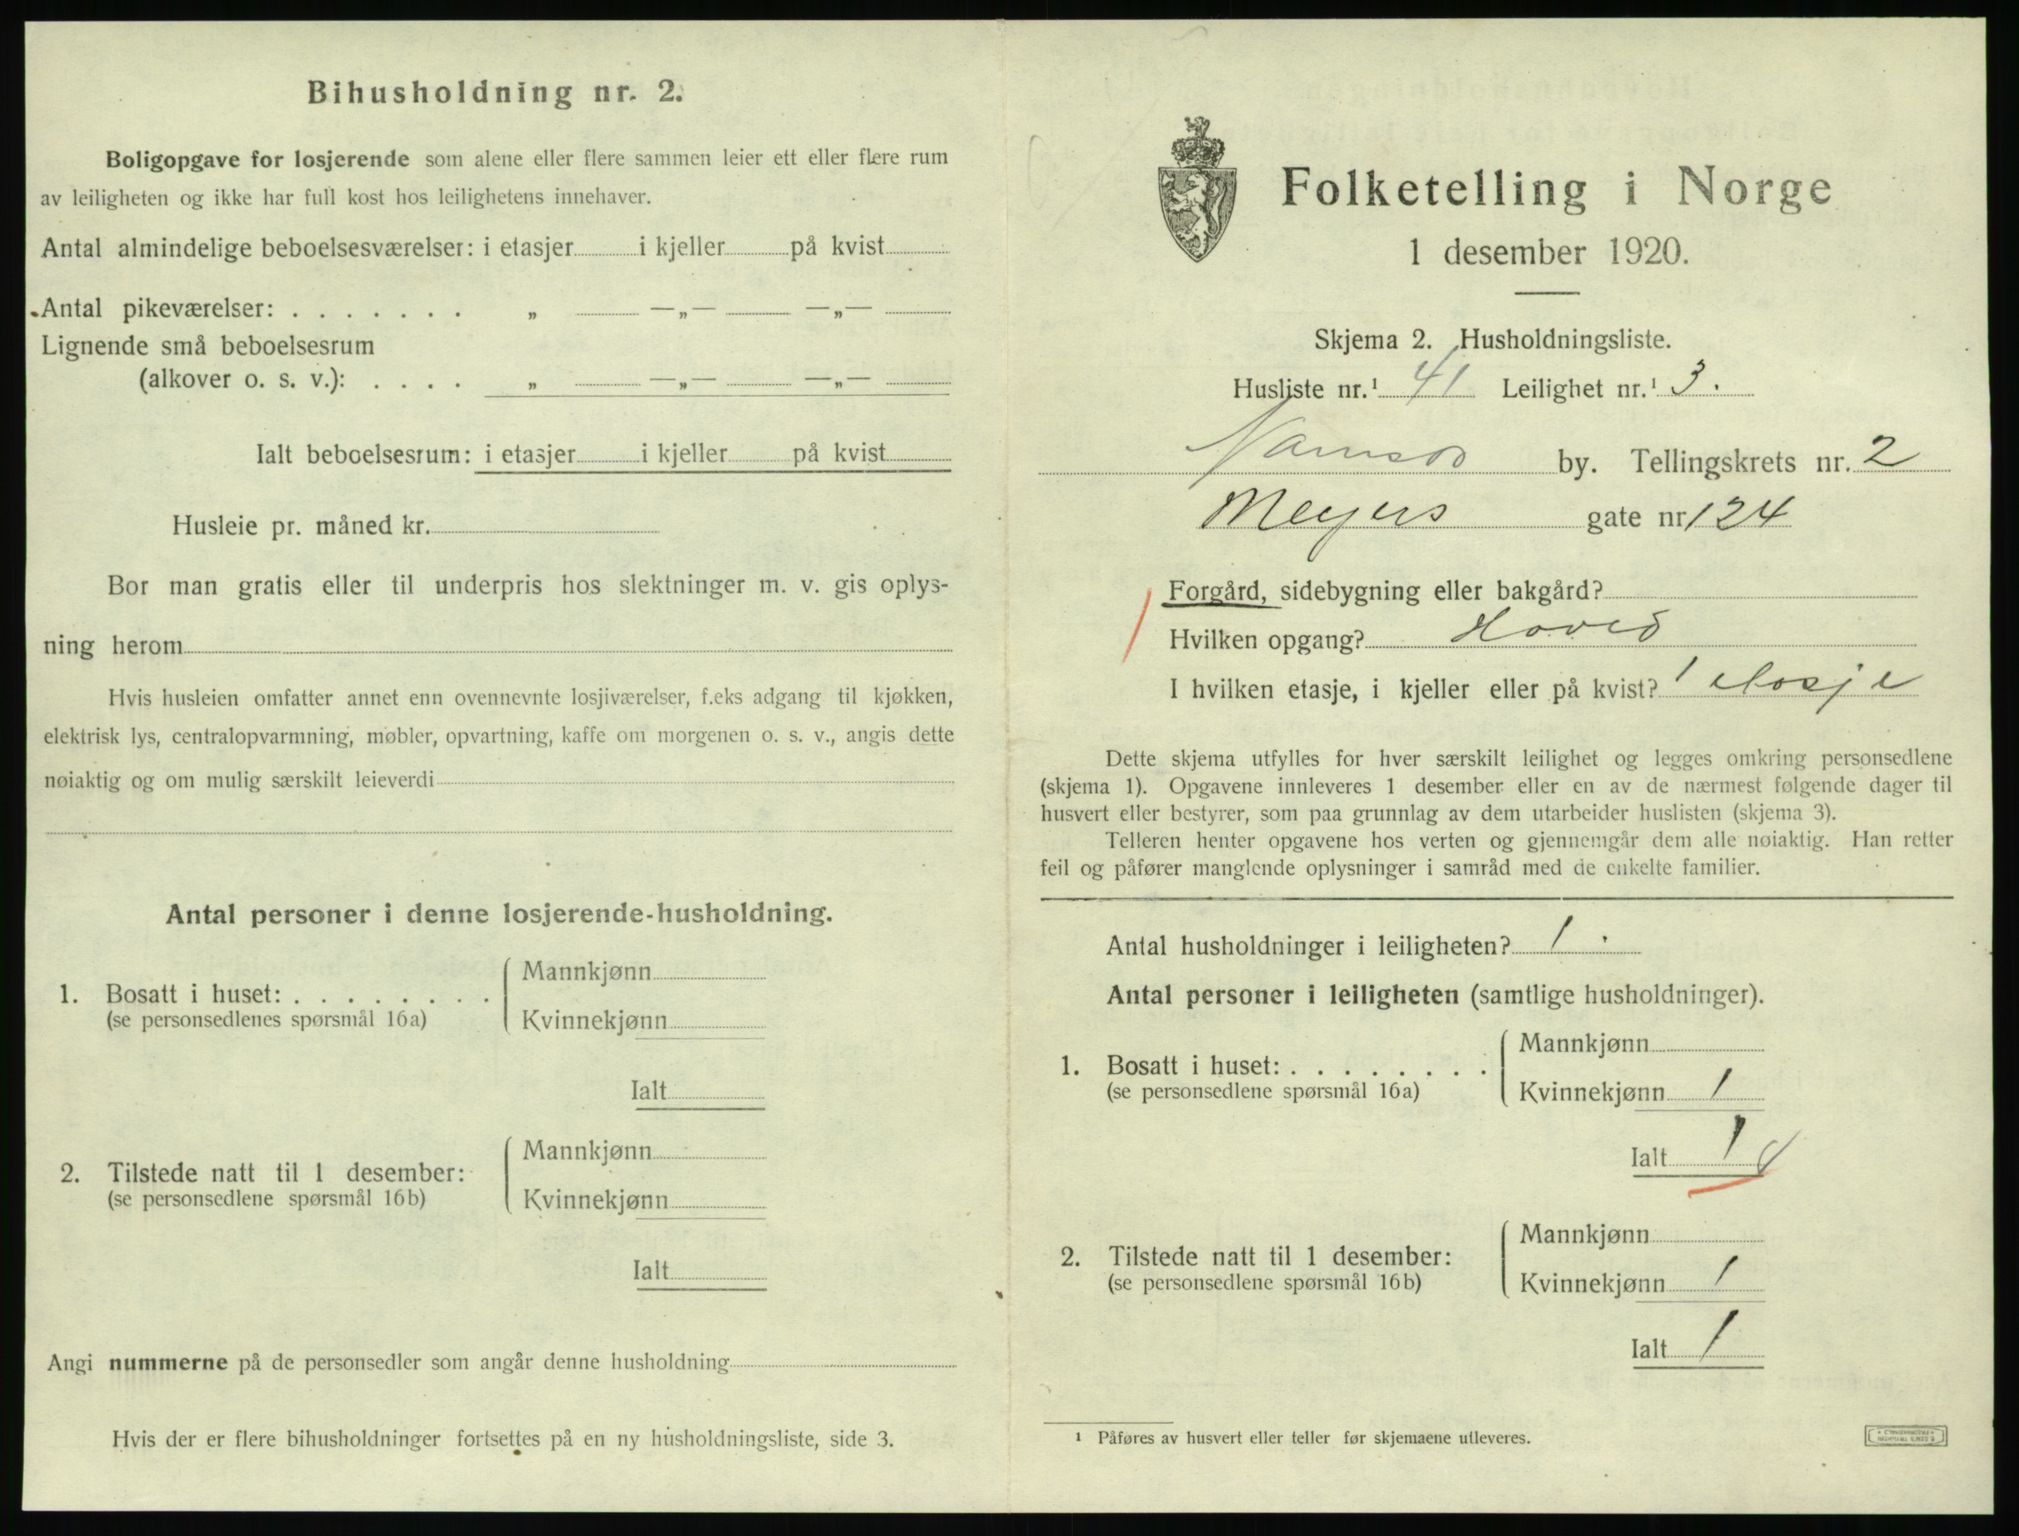 Bihusholdning nr. 2.
Boligopgave for losjerende som alene eller flere sammen leier ett eller flere rum
av leiligheten og ikke har full kost hos leilighetens innehaver.
Antal almindelige beboelsesværelser: i etasjer i kjeller på kvist
Antal pikeværelser: . . . . . . . „ —„— —„—
Lignende små beboelsesrum
(alkover o. s. v.): . . . . „ —„— —„—
Ialt beboelsesrum: i etasjer i kjeller på kvist
Husleie pr. måned kr.
Bor man gratis eller til underpris hos slektninger m. v. gis oplys-
ning herom
Hvis husleien omfatter annet enn ovennevnte losjiværelser, f.eks adgang til kjøkken,
elektrisk lys, centralopvarmning, møbler, opvartning, kaffe om morgenen o. s. v., angis dette
nøiaktig og om mulig særskilt leieverdi
Antal personer i denne losjerende-husholdning.
1. Bosatt i huset: . . . . . . . . Mannkjønn
(se personsedlenes spørsmål 16a) Kvinnekjønn
Ialt
2. Tilstede natt til 1 desember: Mannkjønn
(se personsedlene spørsmål 16b) Kvinnekjønn
Ialt
Angi nummerne på de personsedler som angår denne husholdning
Hvis der er flere bihusholdninger fortsettes på en ny husholdningsliste, side 3.
Folketelling i Norge
1 desember 1920.
Skjema 2. Husholdningsliste.
Husliste nr.¹ 41 Leilighet nr.¹ 3.
Namsos by. Tellingskrets nr. 2
Meyers gate nr 124
Forgård, sidebygning eller bakgård?
Hvilken opgang? Hoved
I hvilken etasje, i kjeller eller på kvist? 1 etasje
Dette skjema utfylles for hver særskilt leilighet og legges omkring personsedlene
(skjema 1). Opgavene innleveres 1 desember eller en av de nærmest følgende dager til
husvert eller bestyrer, som paa grunnlag av dem utarbeider huslisten (skjema 3).
Telleren henter opgavene hos verten og gjennemgår dem alle nøiaktig. Han retter
feil og påfører manglende oplysninger i samråd med de enkelte familier.
Antal husholdninger i leiligheten? 1.
Antal personer i leiligheten (samtlige husholdninger).
1. Bosatt i huset: . . . . . . . . Mannkjønn
(se personsedlene spørsmål 16a) Kvinnekjønn 1
Ialt 1
2. Tilstede natt til 1 desember: Mannkjønn
(se personsedlene spørsmål 16b) Kvinnekjønn 1
Ialt 1
¹ Påføres av husvert eller teller før skjemaene utleveres.